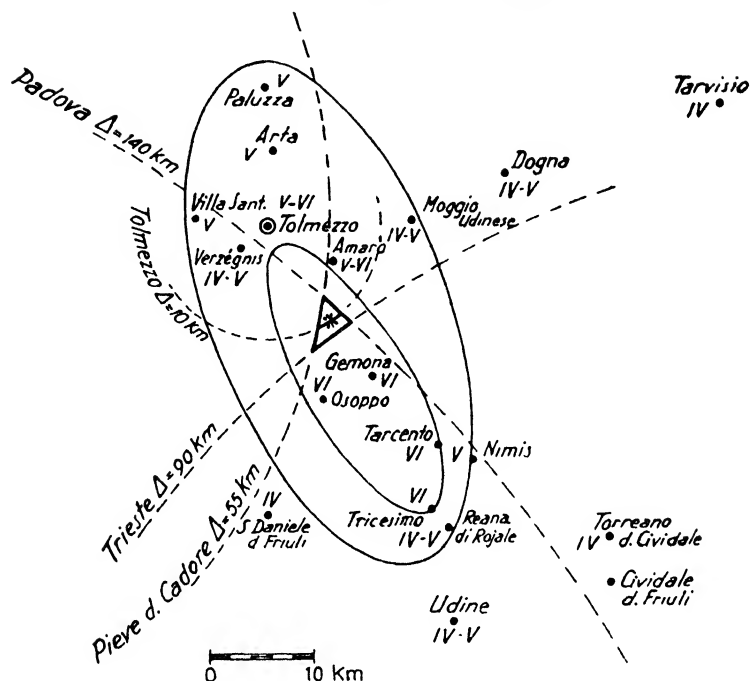 Padova Δ=140 km
V
Paluzza
Tarvisio
IV
Arta
V
Dogna
IV-V
Villa Sant. V-VI
V
Tolmezzo
Moggio
Udinese
IV-V
Verzégnis
IV-V
Amaro
V-VI
Tolmezzo Δ=10 km
Gemona
VI
VI
Osoppo
Tarcento
VI
V
Nimis
Trieste Δ=90 km
Pieve d. Cadore Δ=55 km
IV
S Daniele
d Friuli
VI
Tricesimo
IV-V
Reana
di Rojale
Torreano
IV d. Cividale
Cividale
d. Friuli
Udine
IV-V
0 10 Km